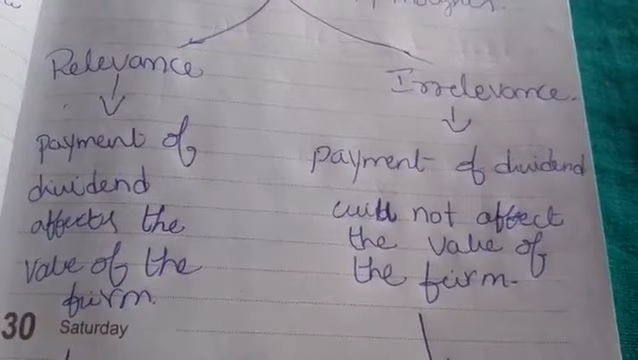 Relevance
Irrelevance.
payment of
dividend
affects the
value of the
firm.
payment of dividend
will not affect
the value of
the firm.
30 Saturday